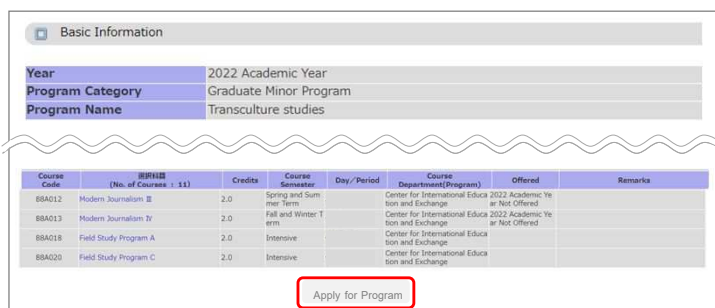 Basic Information
Year 2022 Academic Year
Program Category Graduate Minor Program
Program Name Transculture studies
Course Code 選択科目 (No. of Courses : 11) Credits Course Semester Day/Period Course Department(Program) Offered Remarks
88A012 Modern Journalism Ⅲ 2.0 Spring and Summer Term Center for International Education and Exchange 2022 Academic Year Not Offered
88A013 Modern Journalism Ⅳ 2.0 Fall and Winter Term Center for International Education and Exchange 2022 Academic Year Not Offered
88A018 Field Study Program A 2.0 Intensive Center for International Education and Exchange
88A020 Field Study Program C 2.0 Intensive Center for International Education and Exchange
Apply for Program